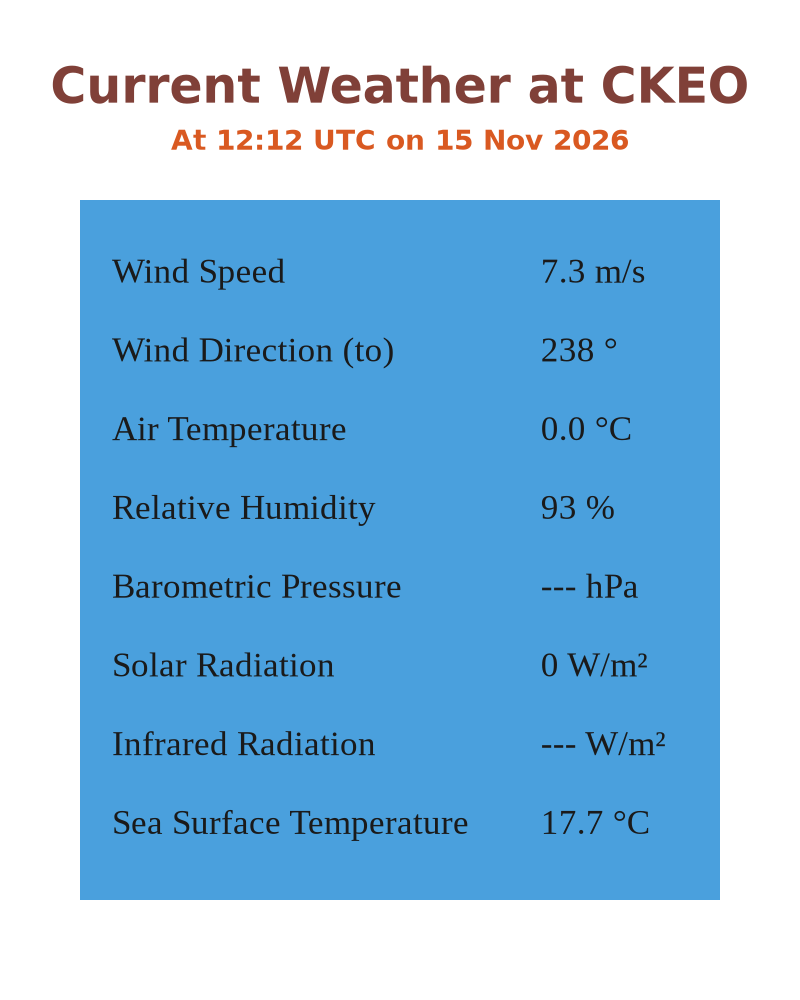 Current Weather at CKEO
At 12:12 UTC on 15 Nov 2026
Wind Speed 7.3 m/s
Wind Direction (to) 238 °
Air Temperature 0.0 °C
Relative Humidity 93 %
Barometric Pressure --- hPa
Solar Radiation 0 W/m²
Infrared Radiation --- W/m²
Sea Surface Temperature 17.7 °C